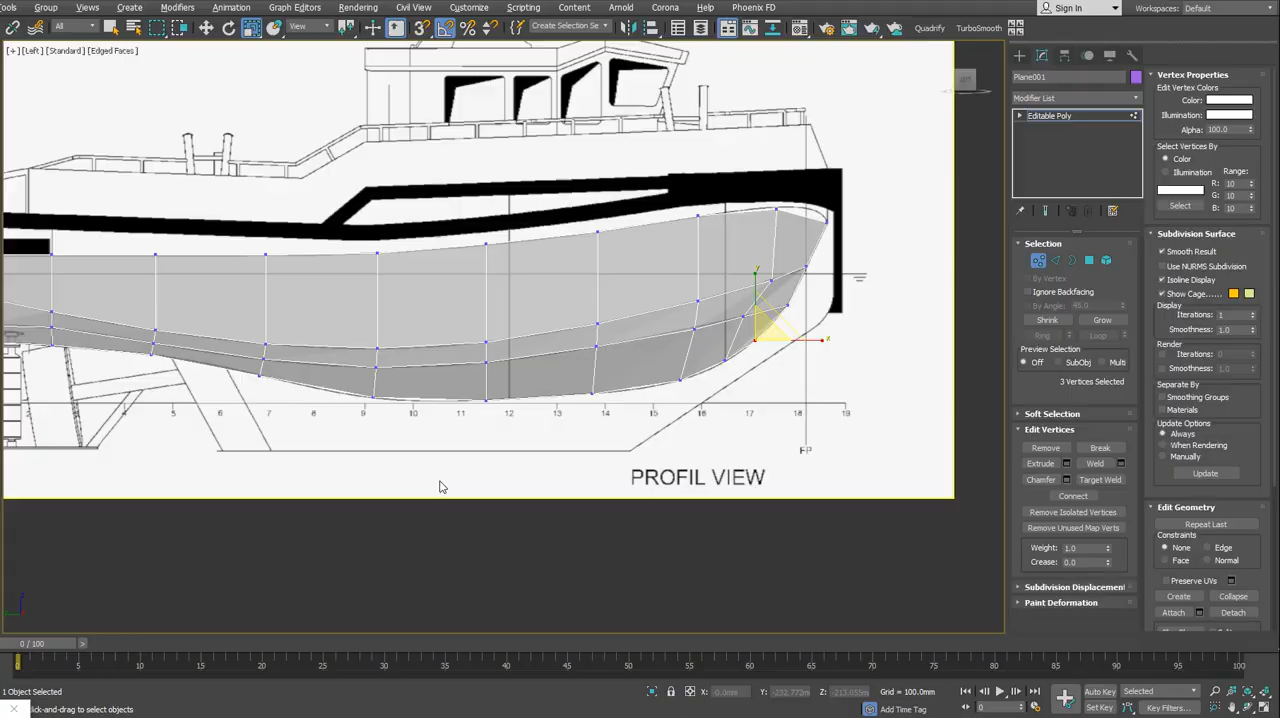 Tools Group Views Create Modifiers Animation Graph Editors Rendering Civil View Customize Scripting Content Arnold Corona Help Phoenix FD Sign In Workspaces: Default
All View Create Selection Se Quadrify TurboSmooth
[+] [Left] [Standard] [Edged Faces]
Plane001
Modifier List
Editable Poly
Selection
By Vertex
Ignore Backfacing
By Angle: 45.0
Shrink Grow
Ring Loop
Preview Selection
Off SubObj Multi
3 Vertices Selected
Soft Selection
Edit Vertices
Remove Break
Extrude Weld
Chamfer Target Weld
Connect
Remove Isolated Vertices
Remove Unused Map Verts
Weight: 1.0
Crease: 0.0
Subdivision Displacement
Paint Deformation
Vertex Properties
Edit Vertex Colors
Color:
Illumination:
Alpha: 100.0
Select Vertices By
Color Range:
Illumination R: 10
G: 10
Select B: 10
Subdivision Surface
Smooth Result
Use NURMS Subdivision
Isoline Display
Show Cage......
Display
Iterations: 1
Smoothness: 1.0
Render
Iterations: 0
Smoothness: 1.0
Separate By
Smoothing Groups
Materials
Update Options
Always
When Rendering
Manually
Update
Edit Geometry
Repeat Last
Constraints
None Edge
Face Normal
Preserve UVs
Create Collapse
Attach Detach
y
x
4 5 6 7 8 9 10 11 12 13 14 15 16 17 18 19
FP
PROFIL VIEW
z
0 / 100
0 5 10 15 20 25 30 35 40 45 50 55 60 65 70 75 80 85 90 95 100
1 Object Selected X: 0.0mm Y: -232.772m Z: -213.055m Grid = 100.0mm Auto Key Selected
click-and-drag to select objects Add Time Tag 0 Set Key Key Filters...